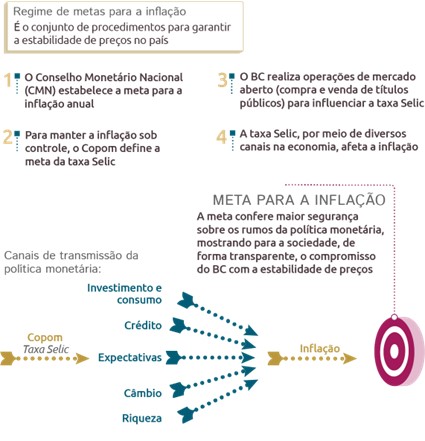 Regime de metas para a inflação
É o conjunto de procedimentos para garantir
a estabilidade de preços no país
1 O Conselho Monetário Nacional
(CMN) estabelece a meta para a
inflação anual
2 Para manter a inflação sob
controle, o Copom define a
meta da taxa Selic
3 O BC realiza operações de mercado
aberto (compra e venda de títulos
públicos) para influenciar a taxa Selic
4 A taxa Selic, por meio de diversos
canais na economia, afeta a inflação
META PARA A INFLAÇÃO
A meta confere maior segurança
sobre os rumos da política monetária,
mostrando para a sociedade, de
forma transparente, o compromisso
do BC com a estabilidade de preços
Canais de transmissão da
política monetária:
Investimento e
consumo
Crédito
Copom
Taxa Selic
Expectativas
Inflação
Câmbio
Riqueza